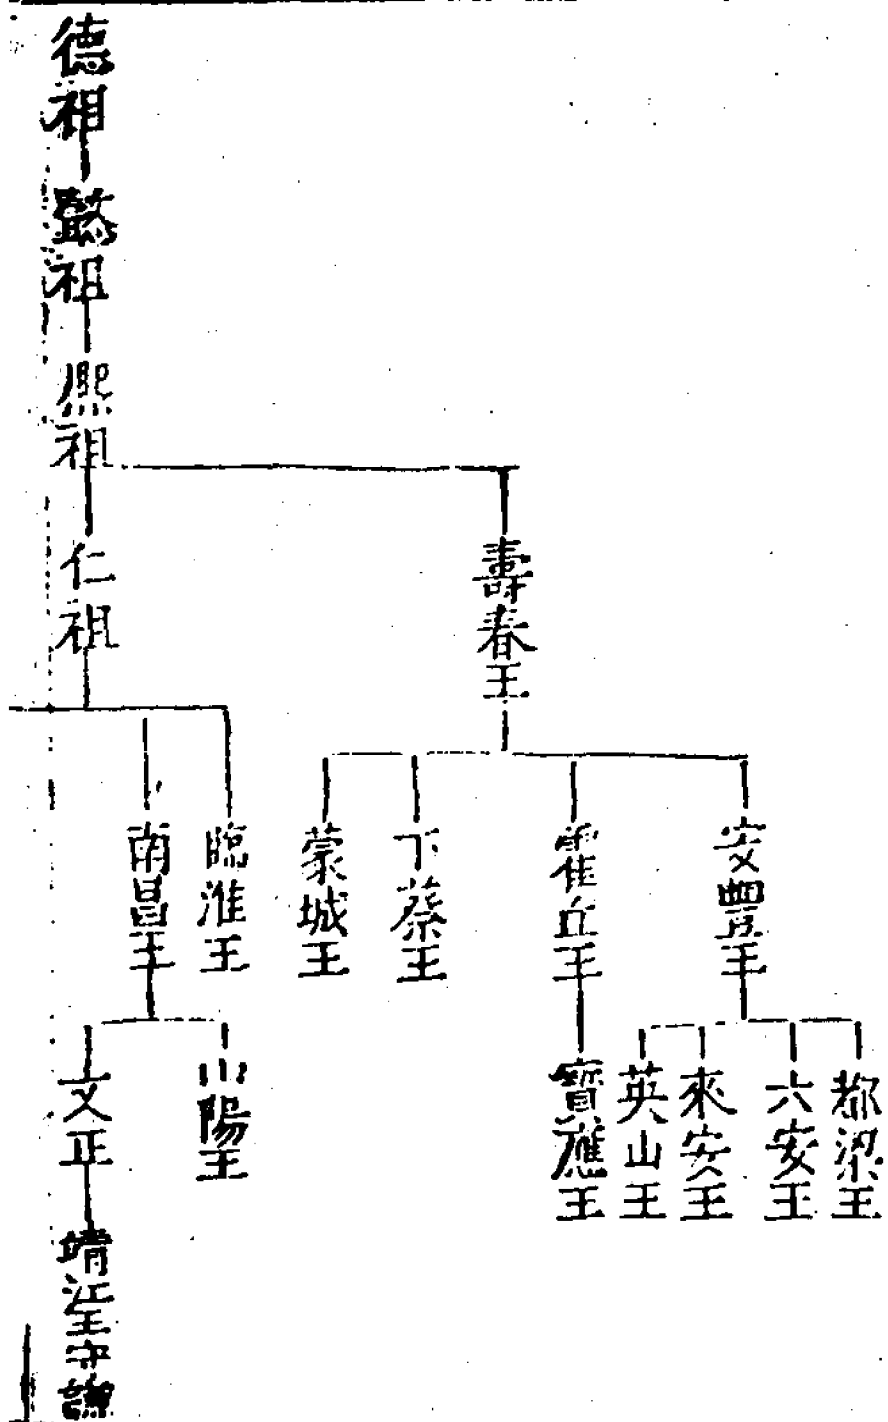 德祖
懿祖
熙祖
仁祖
壽春王
南昌王
臨淮王
蒙城王
下蔡王
霍丘王
安豐王
文正
山陽王
寶應王
英山王
來安王
六安王
都梁王
靖江王守謙